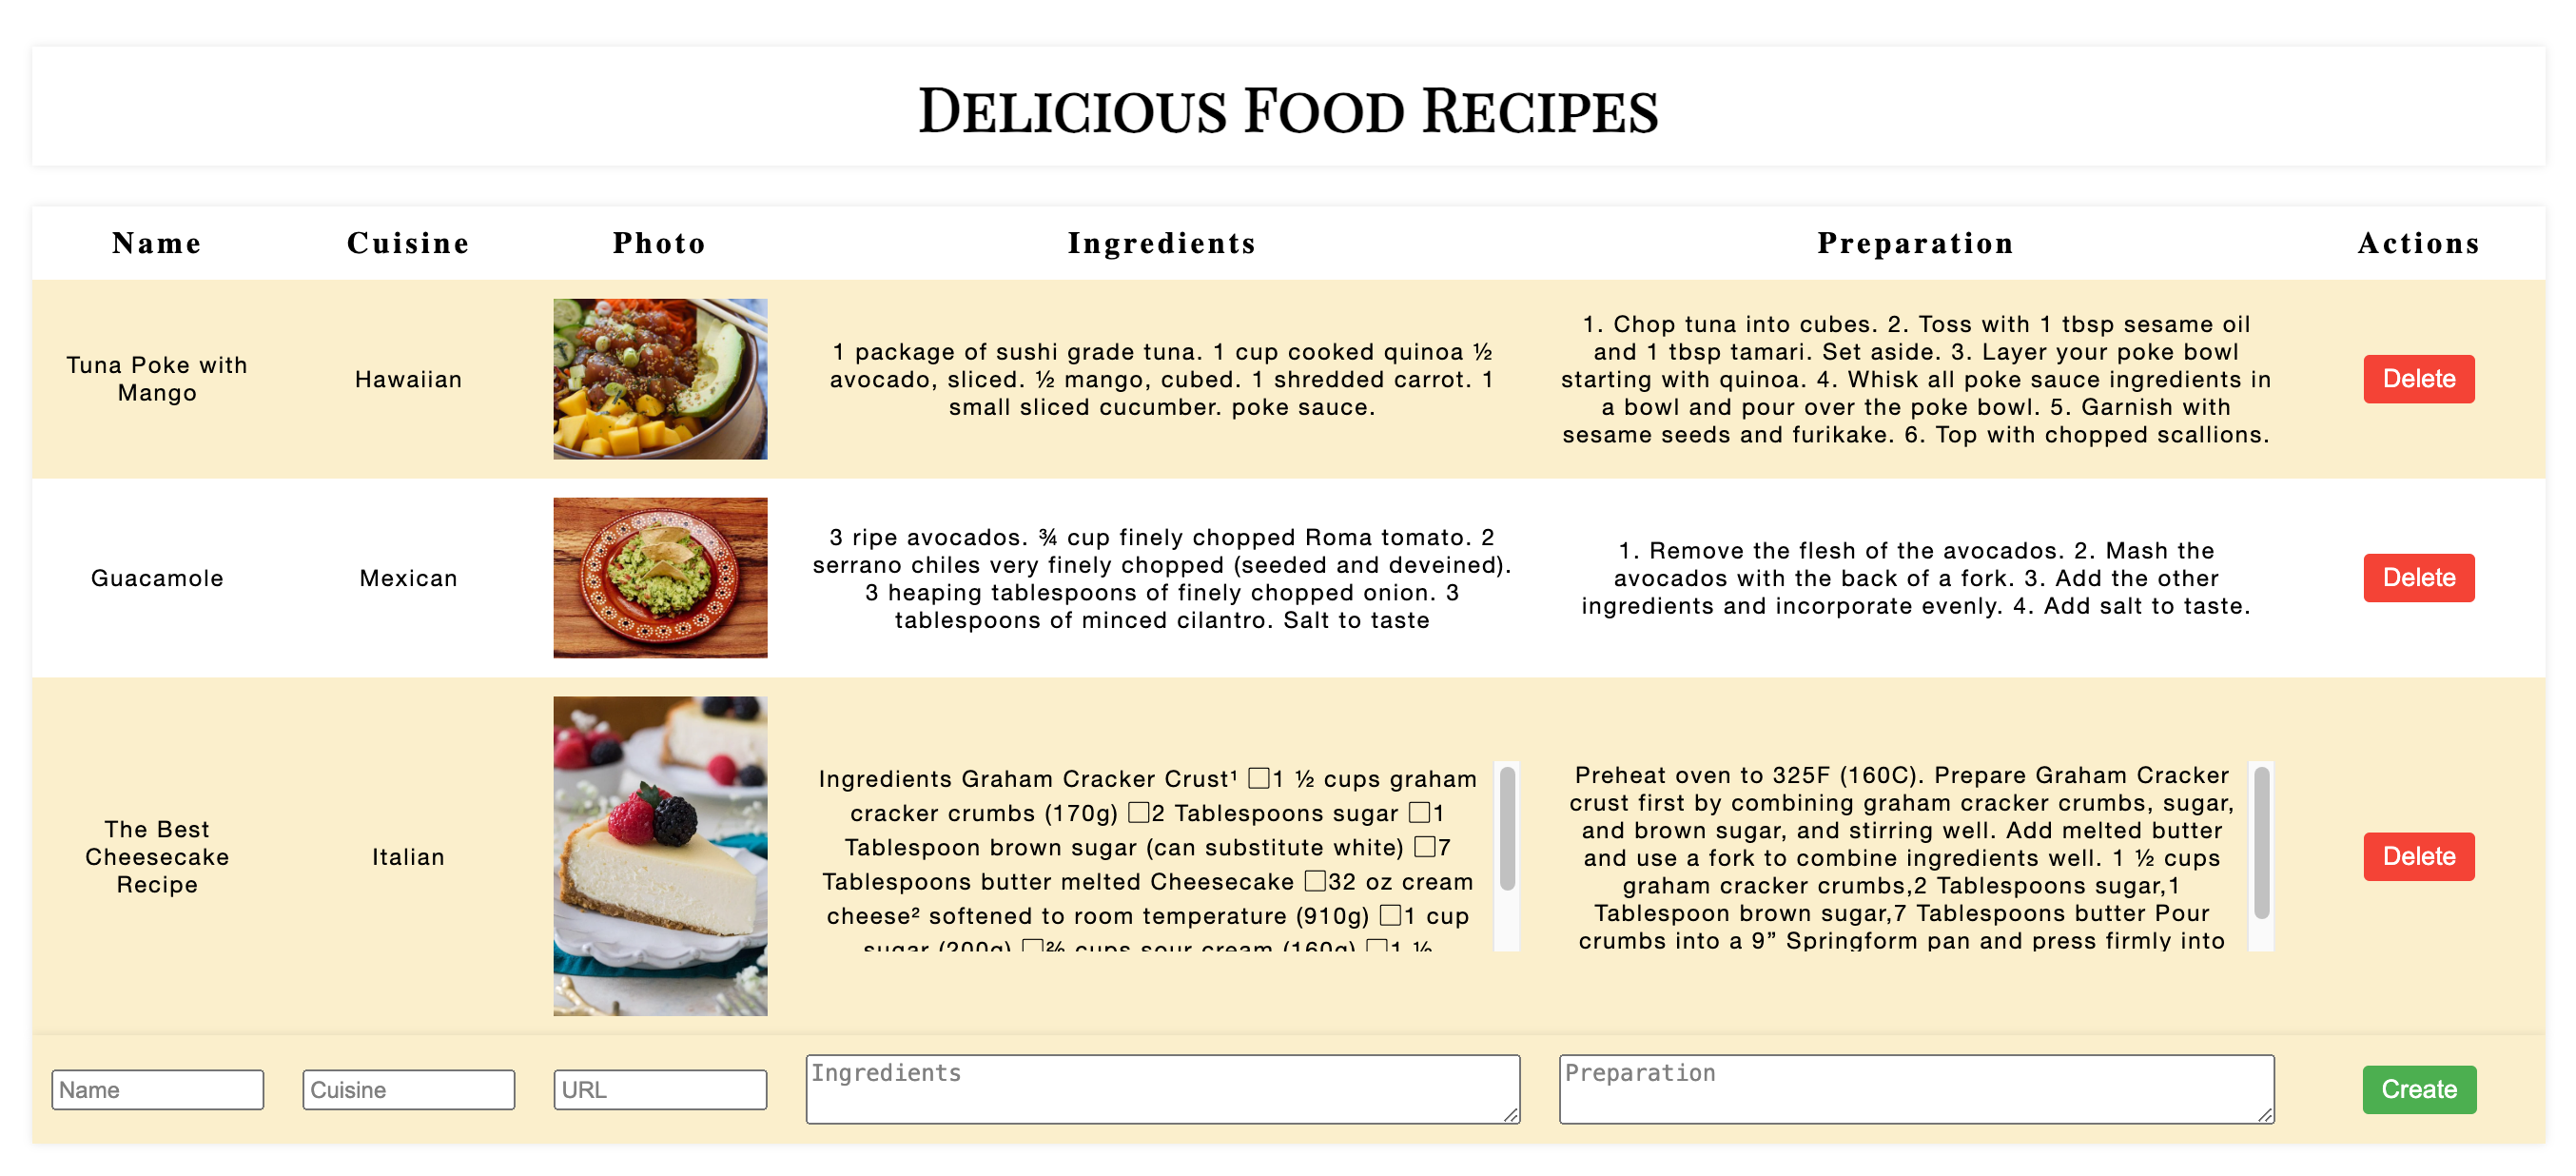 DELICIOUS FOOD RECIPES
Name Cuisine Photo Ingredients Preparation Actions
Tuna Poke with
Mango
Hawaiian
1 package of sushi grade tuna. 1 cup cooked quinoa ½
avocado, sliced. ½ mango, cubed. 1 shredded carrot. 1
small sliced cucumber. poke sauce.
1. Chop tuna into cubes. 2. Toss with 1 tbsp sesame oil
and 1 tbsp tamari. Set aside. 3. Layer your poke bowl
starting with quinoa. 4. Whisk all poke sauce ingredients in
a bowl and pour over the poke bowl. 5. Garnish with
sesame seeds and furikake. 6. Top with chopped scallions.
Delete
Guacamole
Mexican
3 ripe avocados. ¾ cup finely chopped Roma tomato. 2
serrano chiles very finely chopped (seeded and deveined).
3 heaping tablespoons of finely chopped onion. 3
tablespoons of minced cilantro. Salt to taste
1. Remove the flesh of the avocados. 2. Mash the
avocados with the back of a fork. 3. Add the other
ingredients and incorporate evenly. 4. Add salt to taste.
Delete
The Best
Cheesecake
Recipe
Italian
Ingredients Graham Cracker Crust¹ ▢1 ½ cups graham
cracker crumbs (170g) ▢2 Tablespoons sugar ▢1
Tablespoon brown sugar (can substitute white) ▢7
Tablespoons butter melted Cheesecake ▢32 oz cream
cheese² softened to room temperature (910g) ▢1 cup
sugar (200g) ▢⅔ cups sour cream (160g) ▢1 ½
Preheat oven to 325F (160C). Prepare Graham Cracker
crust first by combining graham cracker crumbs, sugar,
and brown sugar, and stirring well. Add melted butter
and use a fork to combine ingredients well. 1 ½ cups
graham cracker crumbs,2 Tablespoons sugar,1
Tablespoon brown sugar,7 Tablespoons butter Pour
crumbs into a 9” Springform pan and press firmly into
Delete
Name
Cuisine
URL
Ingredients
Preparation
Create